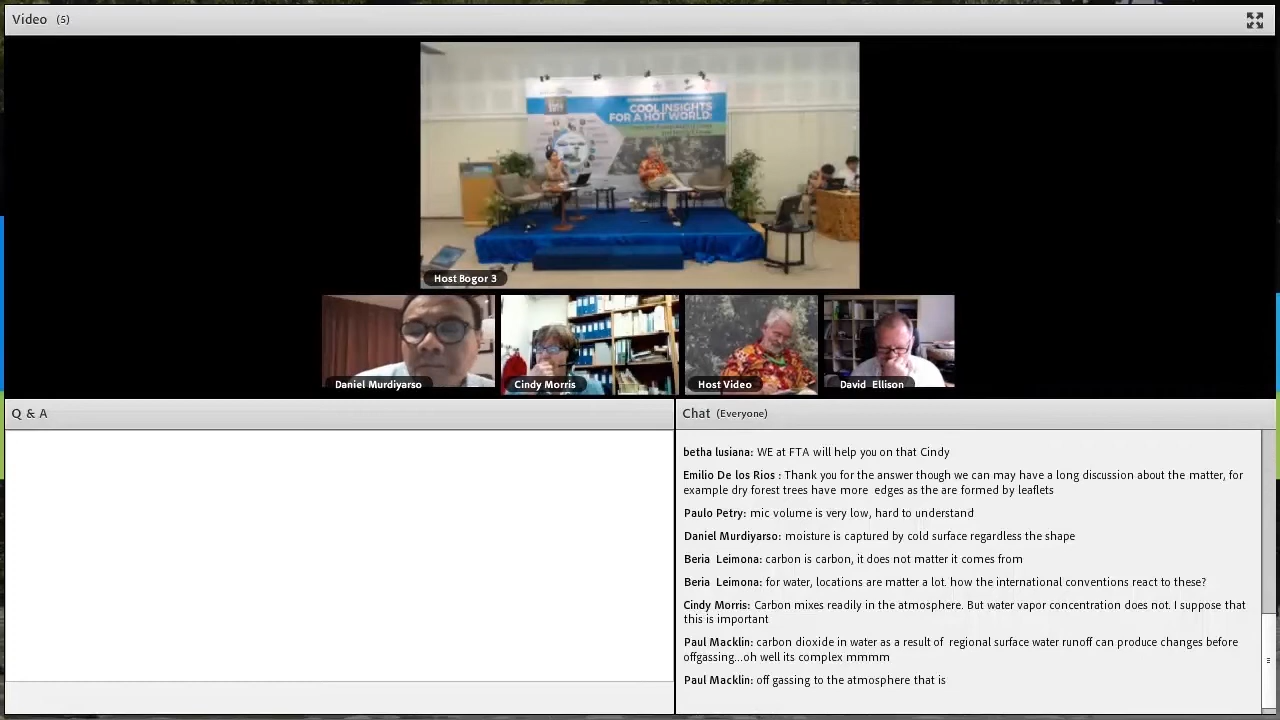 Video (5)
COOL INSIGHTS
FOR A HOT WORLD:
Host Bogor 3
Daniel Murdiyarso
Cindy Morris
Host Video
David Ellison
Q & A
Chat (Everyone)
betha lusiana: WE at FTA will help you on that Cindy
Emilio De los Rios : Thank you for the answer though we can may have a long discussion about the matter, for
example dry forest trees have more edges as the are formed by leaflets
Paulo Petry: mic volume is very low, hard to understand
Daniel Murdiyarso: moisture is captured by cold surface regardless the shape
Beria Leimona: carbon is carbon, it does not matter it comes from
Beria Leimona: for water, locations are matter a lot. how the international conventions react to these?
Cindy Morris: Carbon mixes readily in the atmosphere. But water vapor concentration does not. I suppose that
this is important
Paul Macklin: carbon dioxide in water as a result of regional surface water runoff can produce changes before
offgassing...oh well its complex mmmm
Paul Macklin: off gassing to the atmosphere that is